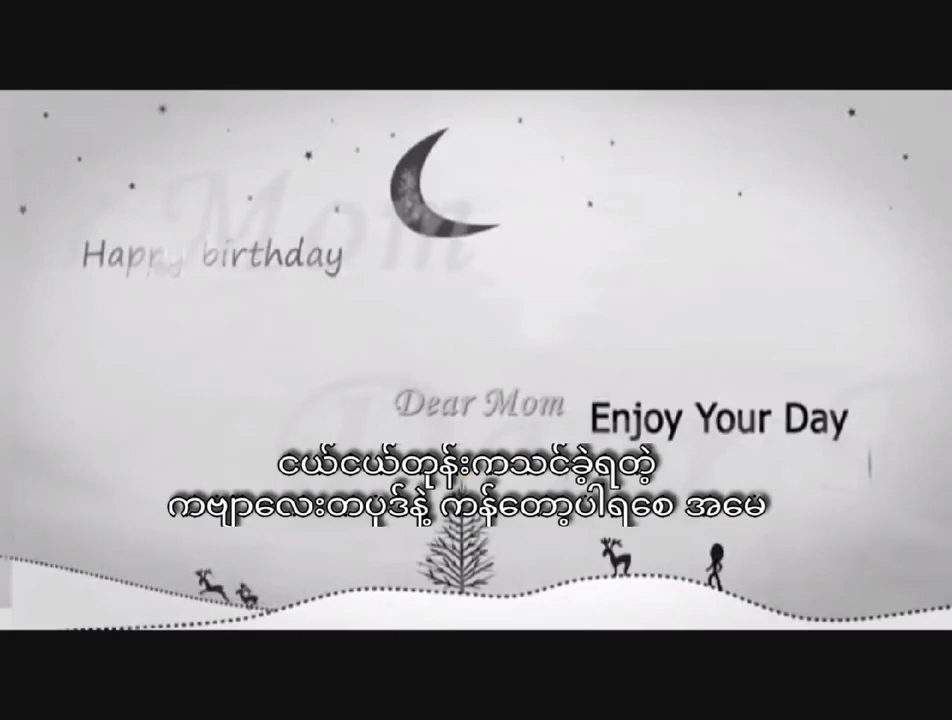 Mom
Happy birthday
Dear Mom
Enjoy Your Day
ငယ်ငယ်တုန်းကသင်ခဲ့ရတဲ့
ကဗျာလေးတပုဒ်နဲ့ ကန်တော့ပါရစေ အမေ